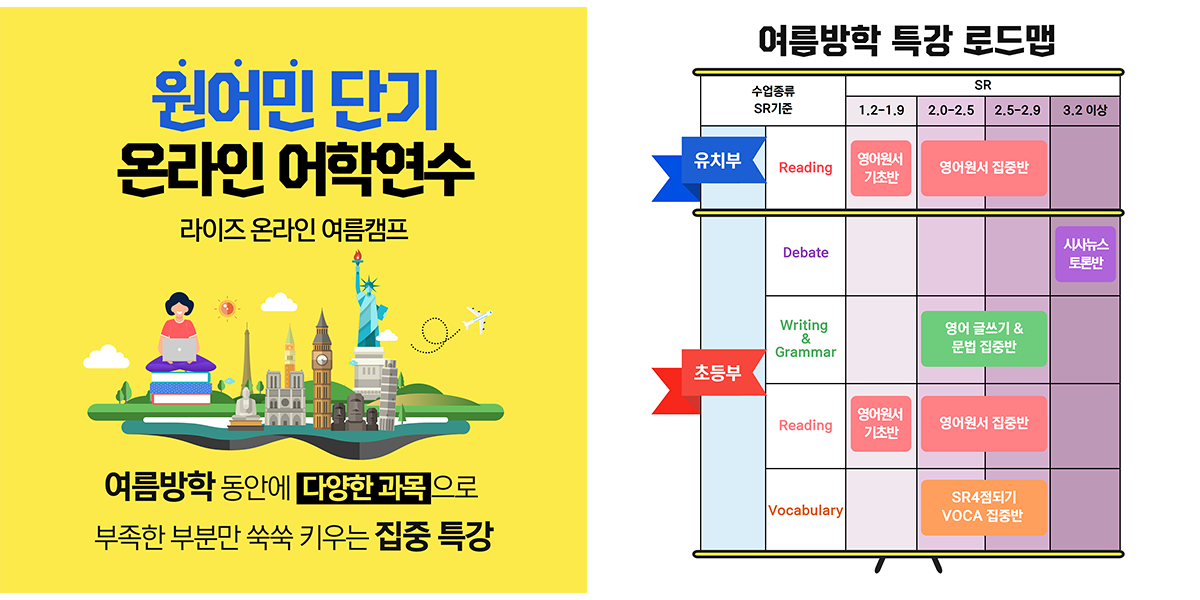 원어민 단기
온라인 어학연수
라이즈 온라인 여름캠프
여름방학 동안에 다양한 과목으로
부족한 부분만 쑥쑥 키우는 집중 특강
여름방학 특강 로드맵
수업종류
SR기준
SR
1.2-1.9
2.0-2.5
2.5-2.9
3.2 이상
유치부
Reading
영어원서
기초반
영어원서 집중반
초등부
Debate
시사뉴스
토론반
Writing
&
Grammar
영어 글쓰기 &
문법 집중반
Reading
영어원서
기초반
영어원서 집중반
Vocabulary
SR4점되기
VOCA 집중반